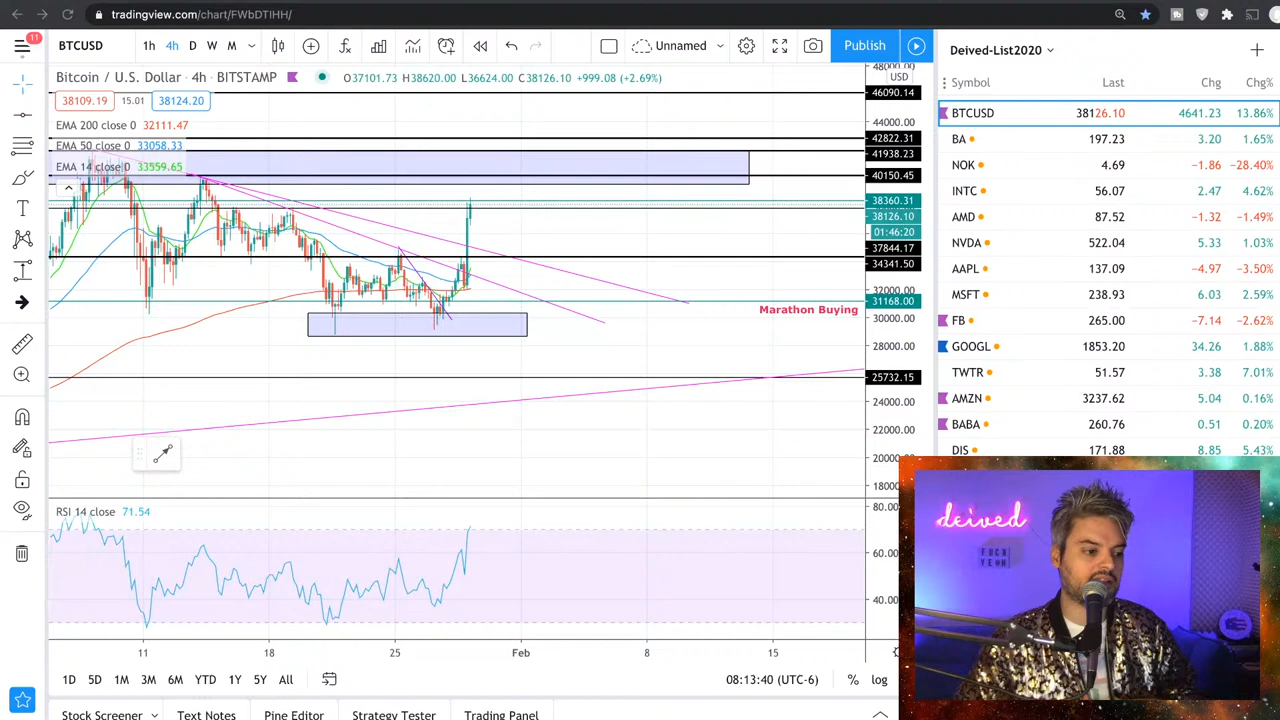 tradingview.com/chart/FWbDTIHH/
11
BTCUSD
1h 4h D W M
Unnamed
Publish
Deived-List2020
Bitcoin / U.S. Dollar · 4h · BITSTAMP
O37101.73 H38620.00 L36624.00 C38126.10 +999.08 (+2.69%)
38109.19 15.01 38124.20
EMA 200 close 0 32111.47
EMA 50 close 0 33058.33
EMA 14 close 0 33559.65
48000.00
USD
46090.14
44000.00
42822.31
41938.23
40150.45
38360.31
38126.10
01:46:20
37844.17
34341.50
32000.00
31168.00
30000.00
28000.00
25732.15
24000.00
22000.00
20000.00
18000.00
Marathon Buying
RSI 14 close 71.54
80.00
60.00
40.00
11 18 25 Feb 8 15
1D 5D 1M 3M 6M YTD 1Y 5Y All
08:13:40 (UTC-6)
% log
Stock Screener Text Notes Pine Editor Strategy Tester Trading Panel
Symbol Last Chg Chg%
BTCUSD 38126.10 4641.23 13.86%
BA 197.23 3.20 1.65%
NOK 4.69 −1.86 −28.40%
INTC 56.07 2.47 4.62%
AMD 87.52 −1.32 −1.49%
NVDA 522.04 5.33 1.03%
AAPL 137.09 −4.97 −3.50%
MSFT 238.93 6.03 2.59%
FB 265.00 −7.14 −2.62%
GOOGL 1853.20 34.26 1.88%
TWTR 51.57 3.38 7.01%
AMZN 3237.62 5.04 0.16%
BABA 260.76 0.51 0.20%
DIS 171.88 8.85 5.43%
deived
FUCK
YEAH